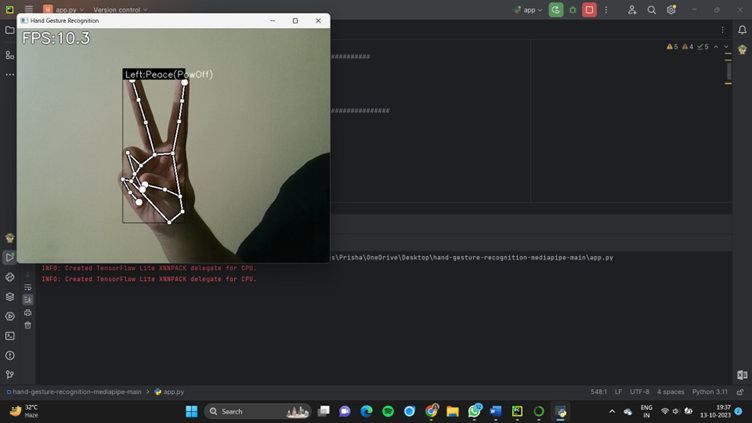 app.py
Version control
app
Hand Gesture Recognition
FPS:10.3
Left:Peace(PowOff)
###########
################
5 4 5
s\Prisha\OneDrive\Desktop\hand-gesture-recognition-mediapipe-main\app.py
INFO: Created TensorFlow Lite XNNPACK delegate for CPU.
INFO: Created TensorFlow Lite XNNPACK delegate for CPU.
hand-gesture-recognition-mediapipe-main > app.py
548:1 LF UTF-8 4 spaces Python 3.11
32°C
Haze
Search
ENG
IN
19:37
13-10-2023